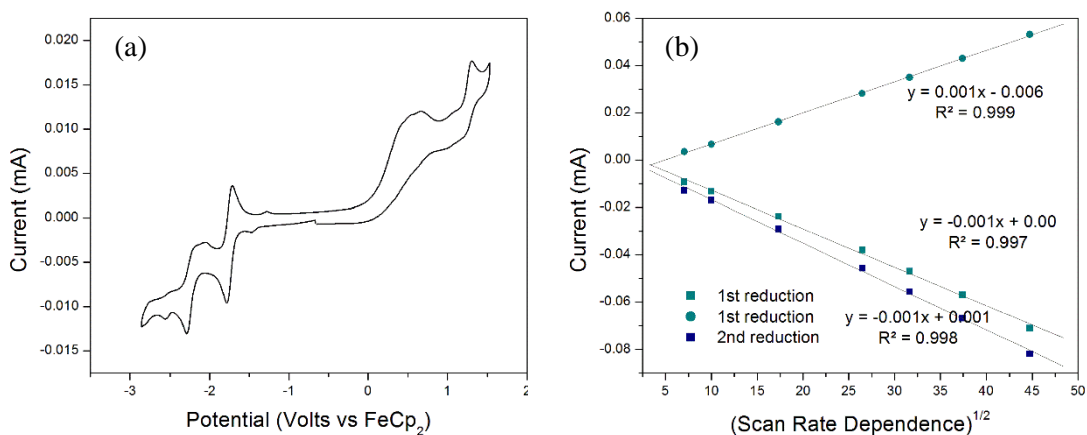 (a)
0.020
0.015
0.010
0.005
0.000
-0.005
-0.010
-0.015
Current (mA)
-3
-2
-1
0
1
2
Potential (Volts vs FeCp₂)
(b)
0.06
0.04
0.02
0.00
-0.02
-0.04
-0.06
-0.08
Current (mA)
y = 0.001x - 0.006
R² = 0.999
y = -0.001x + 0.00
R² = 0.997
1st reduction
1st reduction
2nd reduction
y = -0.001x + 0.001
R² = 0.998
5
10
15
20
25
30
35
40
45
50
(Scan Rate Dependence)¹ᐟ²